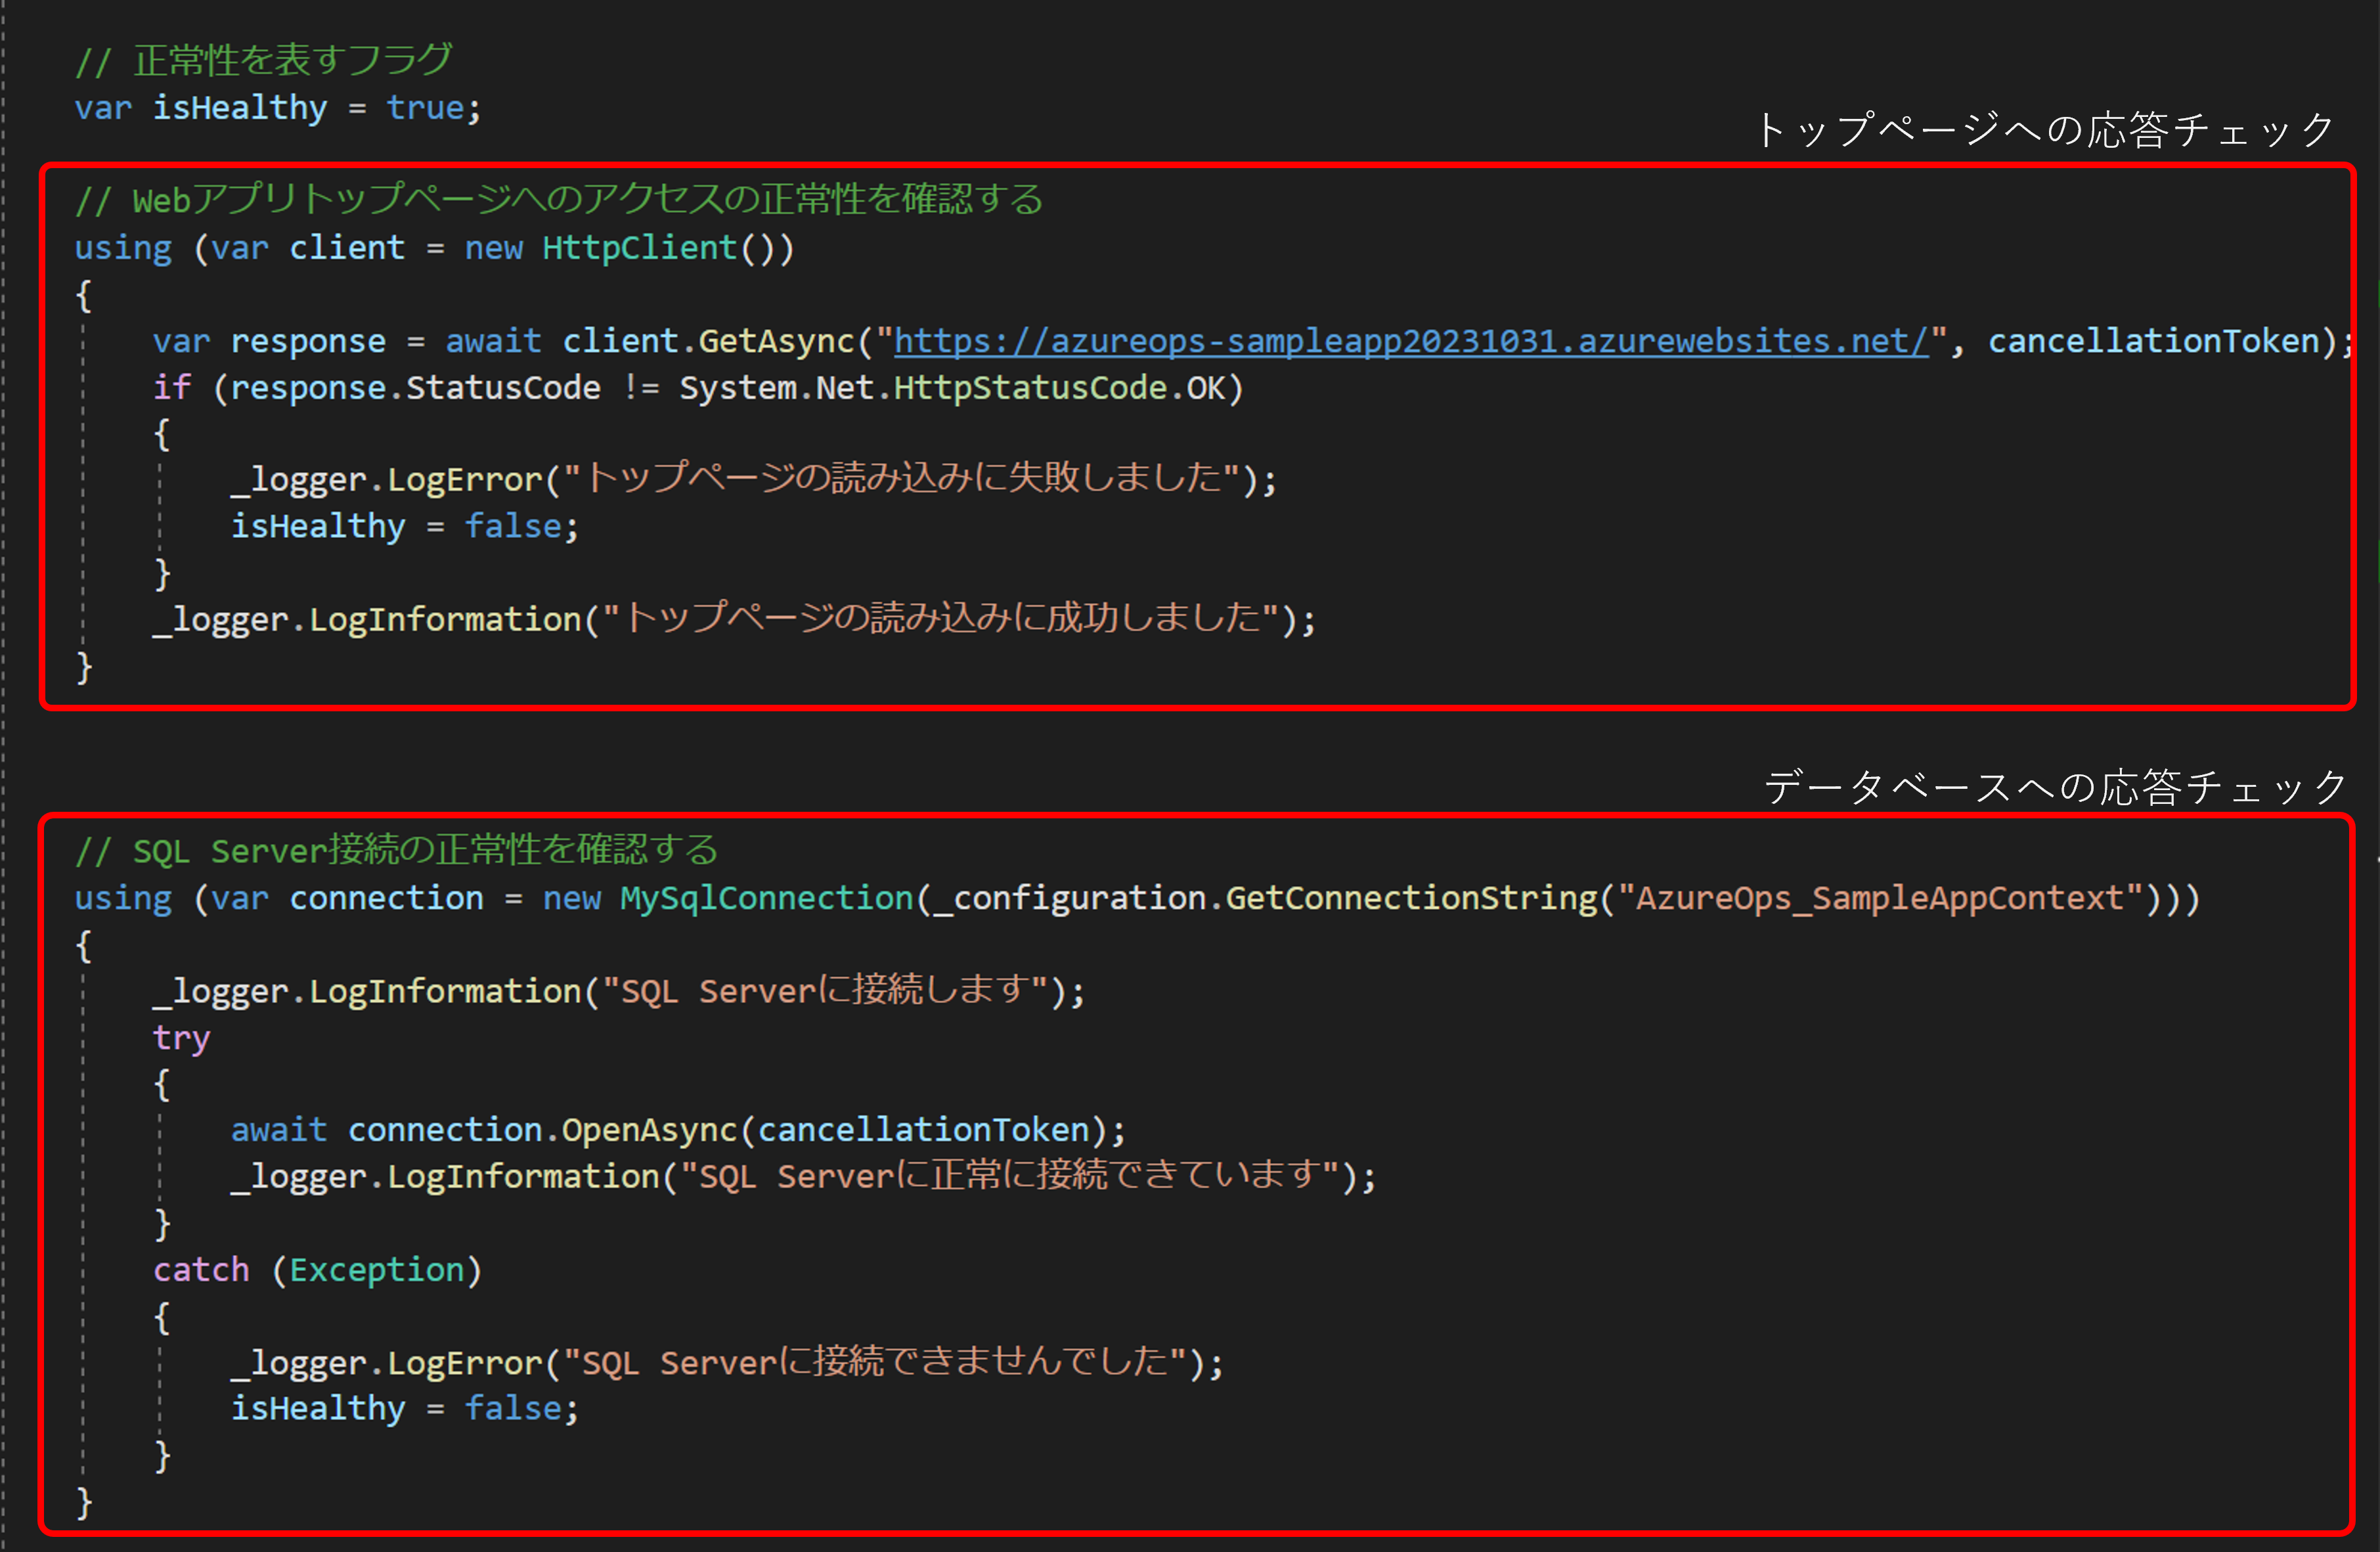 // 正常性を表すフラグ
var isHealthy = true;
トップページへの応答チェック
// Webアプリトップページへのアクセスの正常性を確認する
using (var client = new HttpClient())
{
var response = await client.GetAsync("https://azureops-sampleapp20231031.azurewebsites.net/", cancellationToken);
if (response.StatusCode != System.Net.HttpStatusCode.OK)
{
_logger.LogError("トップページの読み込みに失敗しました");
isHealthy = false;
}
_logger.LogInformation("トップページの読み込みに成功しました");
}
データベースへの応答チェック
// SQL Server接続の正常性を確認する
using (var connection = new MySqlConnection(_configuration.GetConnectionString("AzureOps_SampleAppContext")))
{
_logger.LogInformation("SQL Serverに接続します");
try
{
await connection.OpenAsync(cancellationToken);
_logger.LogInformation("SQL Serverに正常に接続できています");
}
catch (Exception)
{
_logger.LogError("SQL Serverに接続できませんでした");
isHealthy = false;
}
}